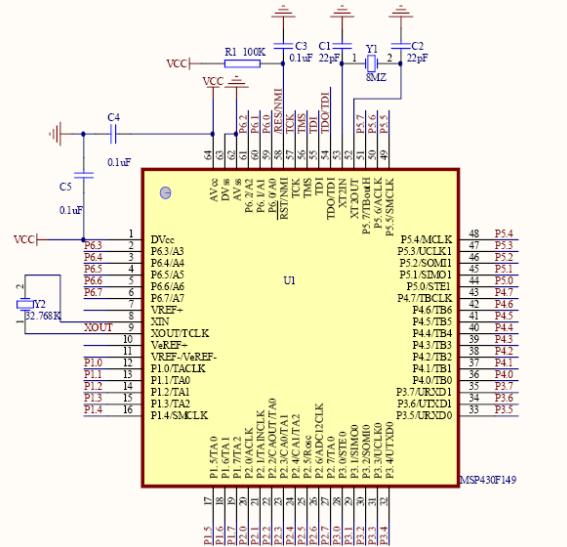 C3
0.1uF
C1
22pF
Y1
1 2
8MZ
C2
22pF
R1 100K
VCC
VCC
C4
0.1uF
C5
0.1uF
VCC
P6.2
P6.1
P6.0
/RES/NMI
TCK
TMS
TDI
TDO/TDI
P5.7
P5.6
P5.5
64 63 62 61 60 59 58 57 56 55 54 53 52 51 50 49
AVcc
DVss
AVss
P6.2/A2
P6.1/A1
P6.0/A0
RST/NMI
TCK
TMS
TDI
TDO/TDI
XT2IN
XT2OUT
P5.7/TBoutH
P5.6/ACLK
P5.5/SMCLK
U1
1 DVcc
P6.3 2 P6.3/A3
P6.4 3 P6.4/A4
P6.5 4 P6.5/A5
P6.6 5 P6.6/A6
P6.7 6 P6.7/A7
7 VREF+
8 XIN
XOUT 9 XOUT/TCLK
10 VeREF+
11 VREF-/VeREF-
P1.0 12 P1.0/TACLK
P1.1 13 P1.1/TA0
P1.2 14 P1.2/TA1
P1.3 15 P1.3/TA2
P1.4 16 P1.4/SMCLK
2
Y2
32.768K
1
P5.4/MCLK 48 P5.4
P5.3/UCLK1 47 P5.3
P5.2/SOMI1 46 P5.2
P5.1/SIMO1 45 P5.1
P5.0/STE1 44 P5.0
P4.7/TBCLK 43 P4.7
P4.6/TB6 42 P4.6
P4.5/TB5 41 P4.5
P4.4/TB4 40 P4.4
P4.3/TB3 39 P4.3
P4.2/TB2 38 P4.2
P4.1/TB1 37 P4.1
P4.0/TB0 36 P4.0
P3.7/URXD1 35 P3.7
P3.6/UTXD1 34 P3.6
P3.5/URXD0 33 P3.5
P1.5/TA0
P1.6/TA1
P1.7/TA2
P2.0/ACLK
P2.1/TAINCLK
P2.2/CAOUT/TA0
P2.3/CA0/TA1
P2.4/CA1/TA2
P2.5/Rosc
P2.6/ADC12CLK
P2.7/TA0
P3.0/STE0
P3.1/SIMO0
P3.2/SOMI0
P3.3/UCLK0
P3.4/UTXD0
MSP430F149
17 18 19 20 21 22 23 24 25 26 27 28 29 30 31 32
P1.5
P1.6
P1.7
P2.0
P2.1
P2.2
P2.3
P2.4
P2.5
P2.6
P2.7
P3.0
P3.1
P3.2
P3.3
P3.4